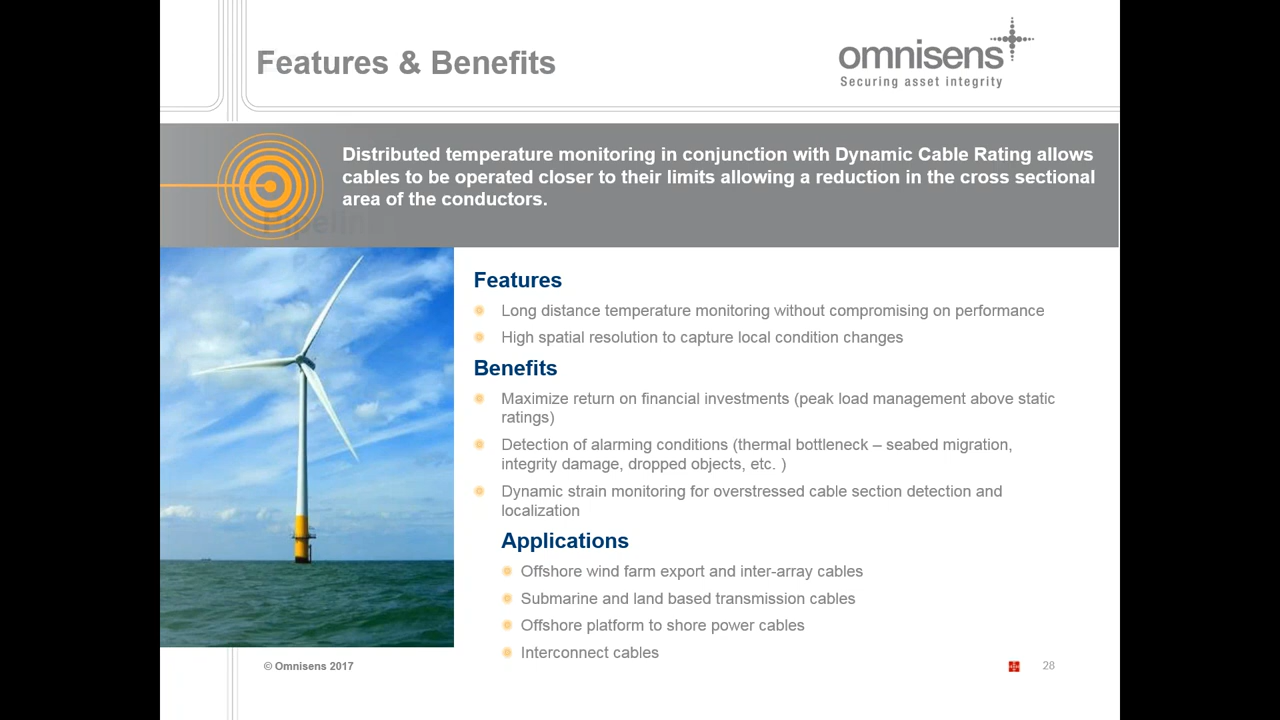 Features & Benefits
omnisens
Securing asset integrity
Distributed temperature monitoring in conjunction with Dynamic Cable Rating allows
cables to be operated closer to their limits allowing a reduction in the cross sectional
area of the conductors.
Pipelin
Features
Long distance temperature monitoring without compromising on performance
High spatial resolution to capture local condition changes
Benefits
Maximize return on financial investments (peak load management above static
ratings)
Detection of alarming conditions (thermal bottleneck – seabed migration,
integrity damage, dropped objects, etc. )
Dynamic strain monitoring for overstressed cable section detection and
localization
Applications
Offshore wind farm export and inter-array cables
Submarine and land based transmission cables
Offshore platform to shore power cables
Interconnect cables
© Omnisens 2017
28